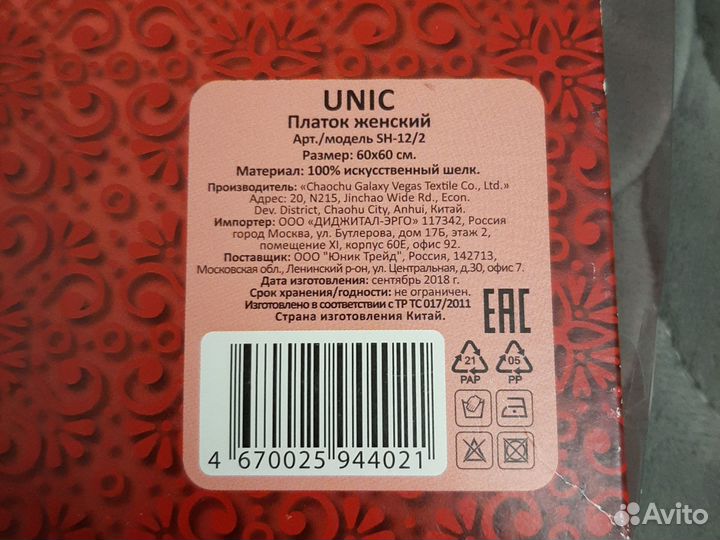 UNIC
Платок женский
Арт./модель SH-12/2
Размер: 60х60 см.
Материал: 100% искусственный шелк.
Производитель: «Chaochu Galaxy Vegas Textile Co., Ltd.»
Адрес: 20, N215, Jinchao Wide Rd., Econ.
Dev. District, Chaohu City, Anhui, Китай.
Импортер: ООО «ДИДЖИТАЛ-ЭРГО» 117342, Россия
город Москва, ул. Бутлерова, дом 17Б, этаж 2,
помещение XI, корпус 60Е, офис 92.
Поставщик: ООО "Юник Трейд", Россия, 142713,
Московская обл., Ленинский р-он, ул. Центральная, д.30, офис 7.
Дата изготовления: сентябрь 2018 г.
Срок хранения/годности: не ограничен.
Изготовлено в соответствии с ТР ТС 017/2011
Страна изготовления Китай.
EAC
21
PAP
05
PP
4 670025 944021
Avito